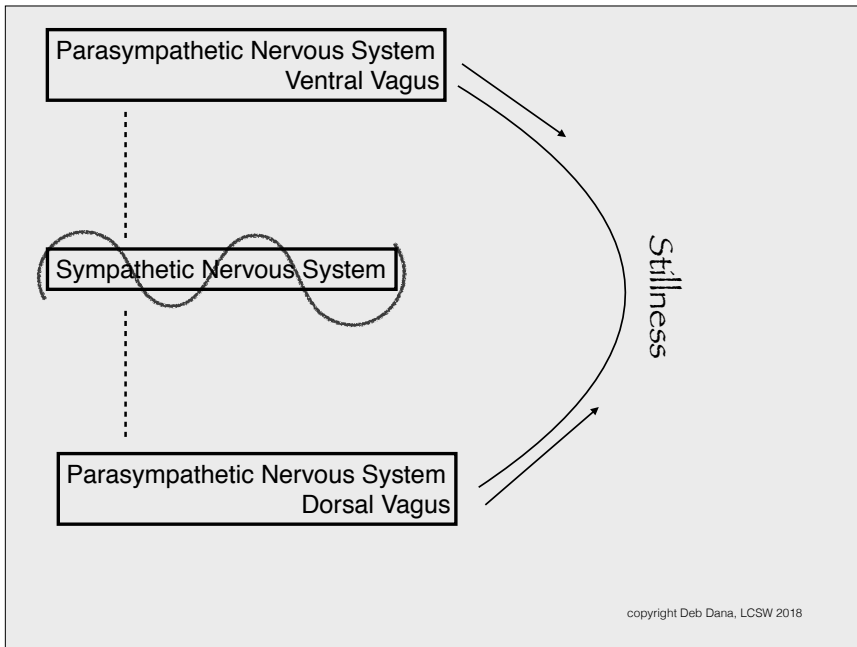 Parasympathetic Nervous System
Ventral Vagus
Sympathetic Nervous System
Stillness
Parasympathetic Nervous System
Dorsal Vagus
copyright Deb Dana, LCSW 2018